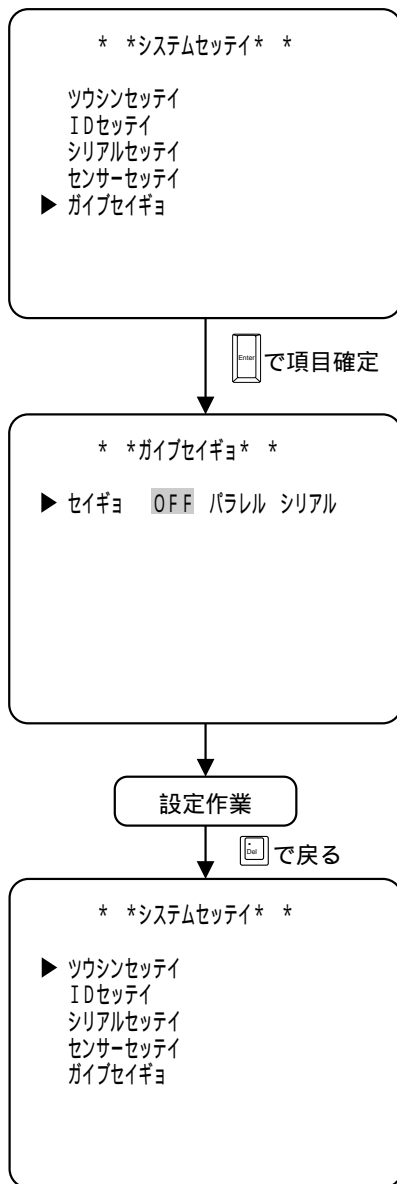 * *システムセッテイ* *
ツウシンセッテイ
ＩＤセッテイ
シリアルセッテイ
センサーセッテイ
▶ ガイブセイギョ
Enter で項目確定
* *ガイブセイギョ* *
▶ セイギョ ＯＦＦ パラレル シリアル
設定作業
. Del で戻る
* *システムセッテイ* *
▶ ツウシンセッテイ
ＩＤセッテイ
シリアルセッテイ
センサーセッテイ
ガイブセイギョ